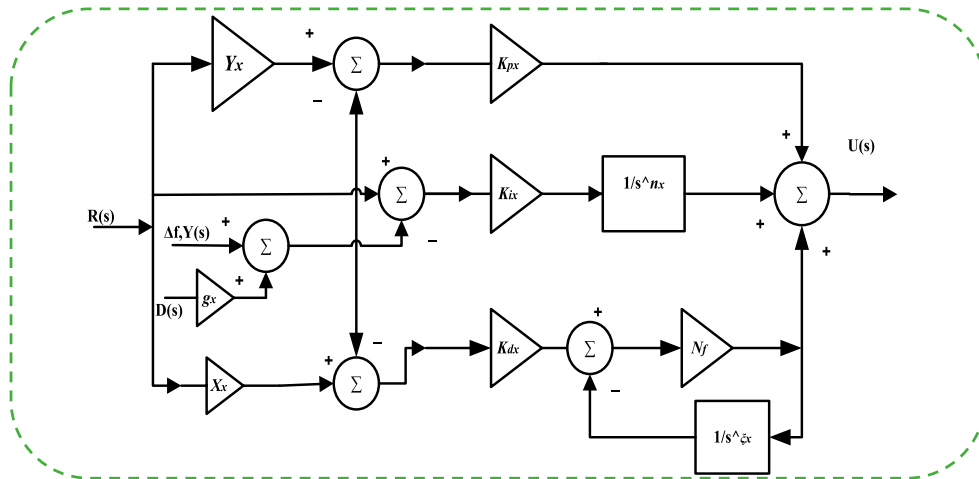 +
Yx
∑
Kpx
−
+
U(s)
+
∑
Kix
1/s^nx
∑
R(s)
Δf,Y(s)
+
∑
−
+
+
+
D(s)
gx
−
+
+
Xx
∑
Kdx
∑
Nf
−
1/s^ξx